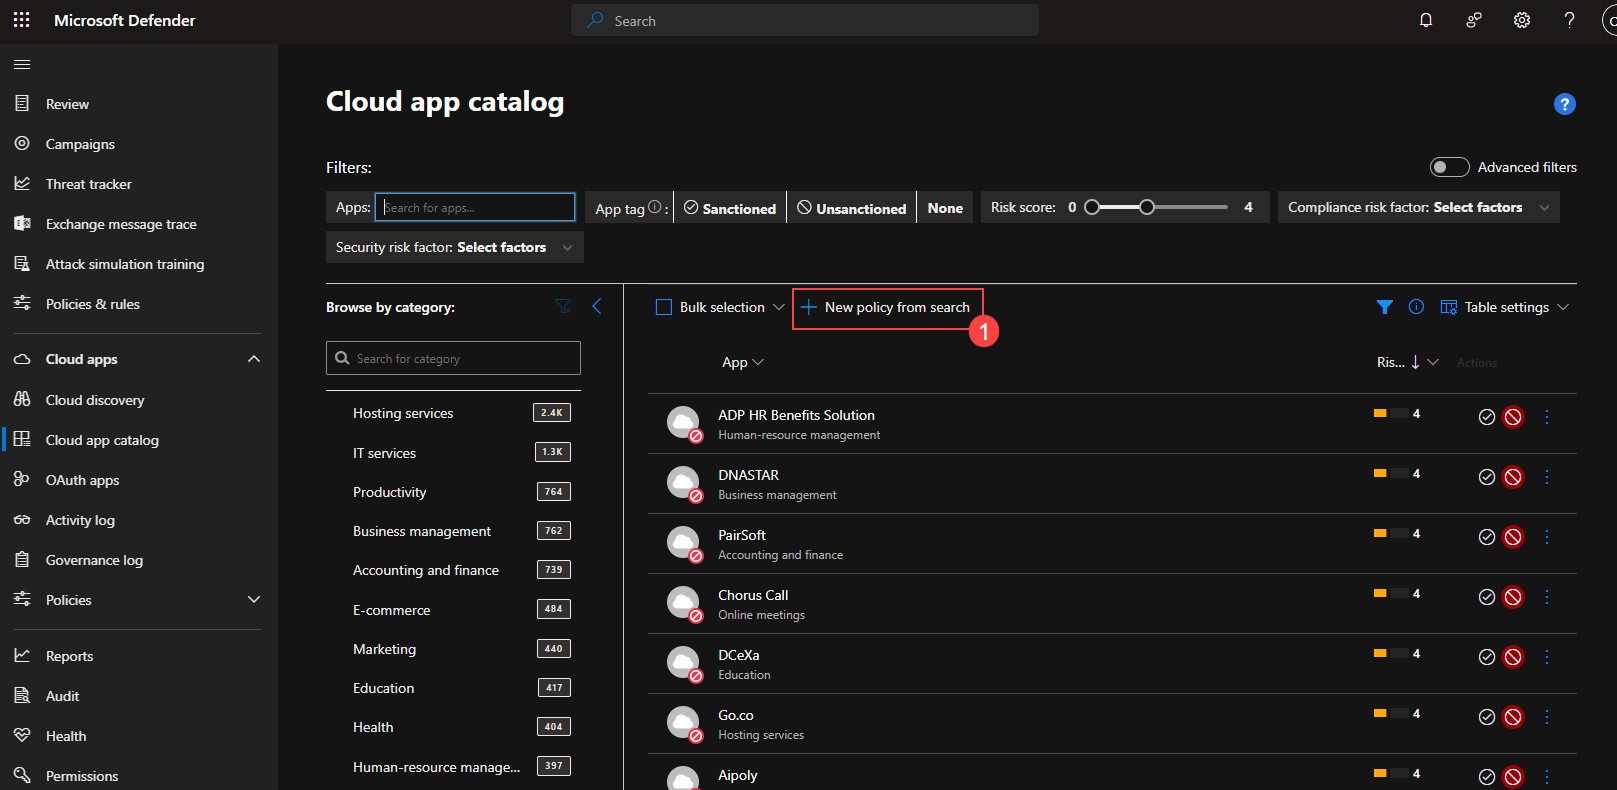 Microsoft Defender
Search
Review
Campaigns
Threat tracker
Exchange message trace
Attack simulation training
Policies & rules
Cloud apps
Cloud discovery
Cloud app catalog
OAuth apps
Activity log
Governance log
Policies
Reports
Audit
Health
Permissions
Cloud app catalog
?
Filters:
Advanced filters
Apps: Search for apps...
App tag : Sanctioned Unsanctioned None
Risk score: 0 4
Compliance risk factor: Select factors
Security risk factor: Select factors
Browse by category:
Search for category
Hosting services 2.4K
IT services 1.3K
Productivity 764
Business management 762
Accounting and finance 739
E-commerce 484
Marketing 440
Education 417
Health 404
Human-resource manage... 397
Bulk selection
New policy from search
1
Table settings
App Ris... Actions
ADP HR Benefits Solution 4
Human-resource management
DNASTAR 4
Business management
PairSoft 4
Accounting and finance
Chorus Call 4
Online meetings
DCeXa 4
Education
Go.co 4
Hosting services
Aipoly 4